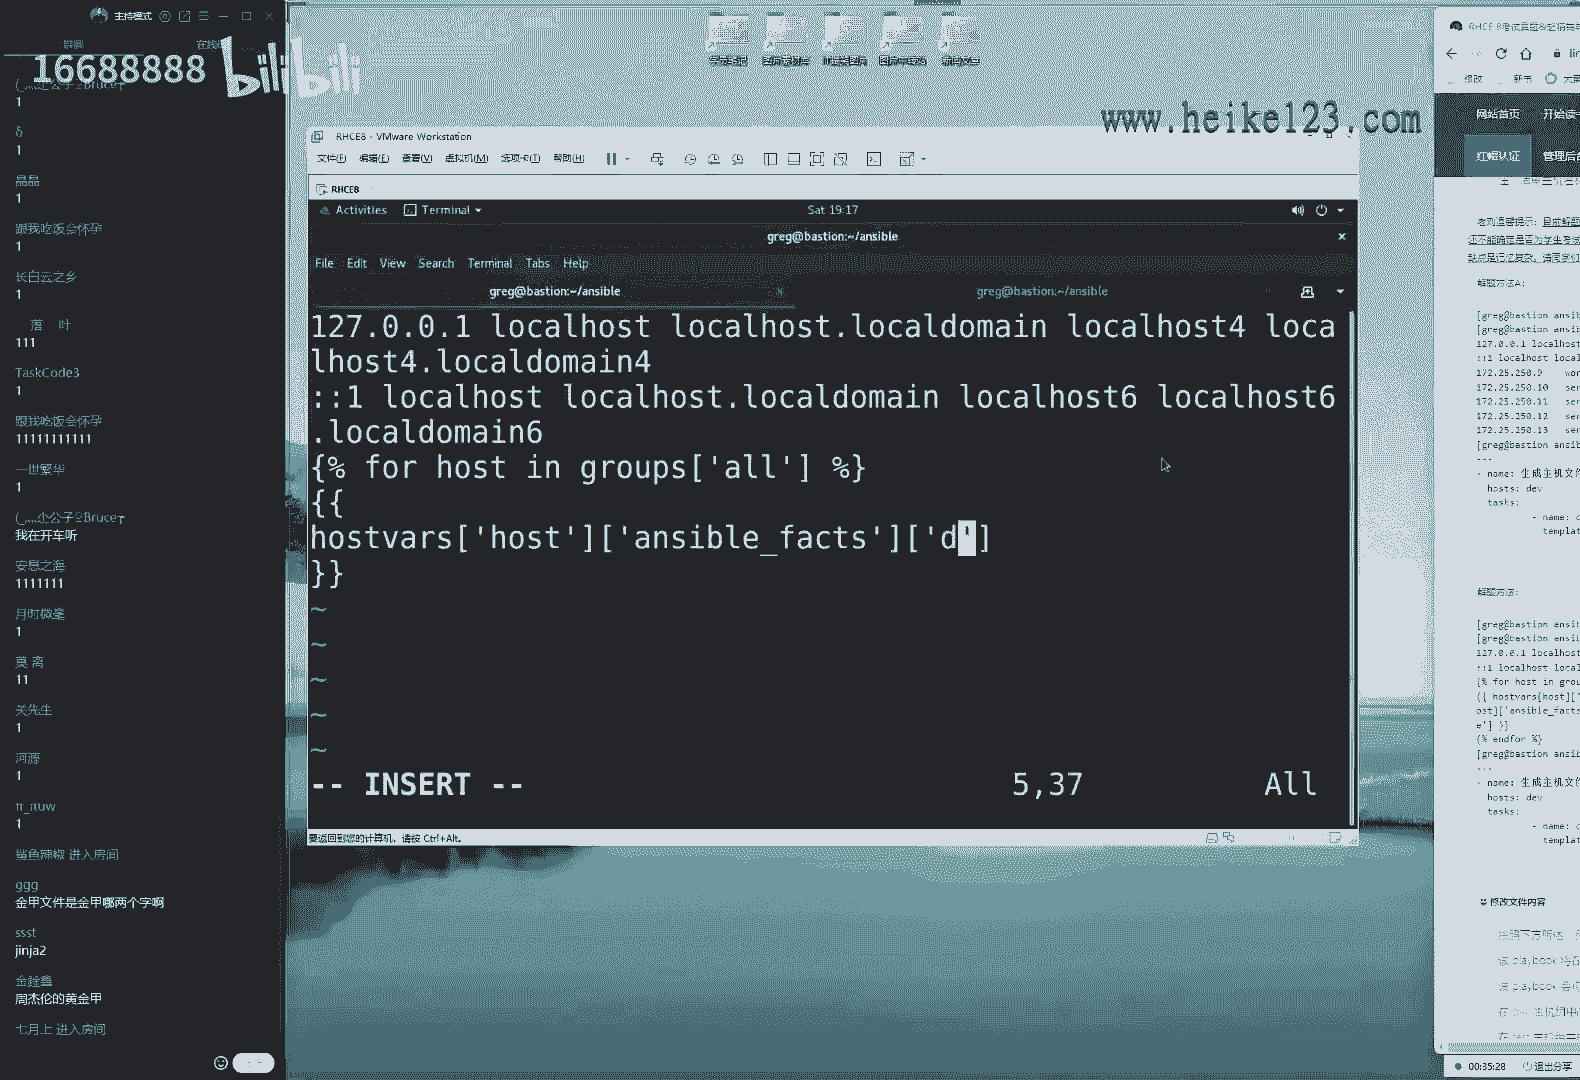 主持模式
16688888
bilibili
1
δ
1
晶晶
1
跟我吃饭会怀孕
1
长白云之乡
1
落 叶
111
TaskCode3
1
跟我吃饭会怀孕
11111111111
一世繁华
1
我在开车听
安息之海
1111111
月时微毫
1
莫 离
11
关先生
1
河源
1
1
鲨鱼辣椒 进入房间
ggg
金甲文件是金甲哪两个字啊
ssst
jinja2
周杰伦的黄金甲
七月上 进入房间
www.heike123.com
RHCE8 - VMware Workstation
文件(F) 编辑(E) 查看(V) 虚拟机(M) 选项卡(T) 帮助(H)
RHCE8
Activities Terminal Sat 19:17
greg@bastion:~/ansible
File Edit View Search Terminal Tabs Help
greg@bastion:~/ansible greg@bastion:~/ansible
127.0.0.1 localhost localhost.localdomain localhost4 loca
lhost4.localdomain4
::1 localhost localhost.localdomain localhost6 localhost6
.localdomain6
{% for host in groups['all'] %}
{{
hostvars['host']['ansible_facts']['d']
}}
~
~
~
~
~
-- INSERT -- 5,37 All
要返回到您的计算机，请按 Ctrl+Alt。
网站首页 开始读
红帽认证 管理后台
解题方法A:
[greg@bastion ansib
[greg@bastion ansib
127.0.0.1 localhost
::1 localhost local
172.25.250.9 wor
172.25.250.10 ser
172.25.250.11 ser
172.25.250.12 ser
172.25.250.13 ser
[greg@bastion ansib
---
- name: 生成主机文件
hosts: dev
tasks:
- name: c
templat
解题方法:
[greg@bastion ansib
[greg@bastion ansib
127.0.0.1 localhost
::1 localhost local
{% for host in grou
{{ hostvars[host]['
ost]['ansible_facts
e'] }}
{% endfor %}
[greg@bastion ansib
---
- name: 生成主机文件
hosts: dev
tasks:
- name: c
templat
修改文件内容
00:35:28 退出分享